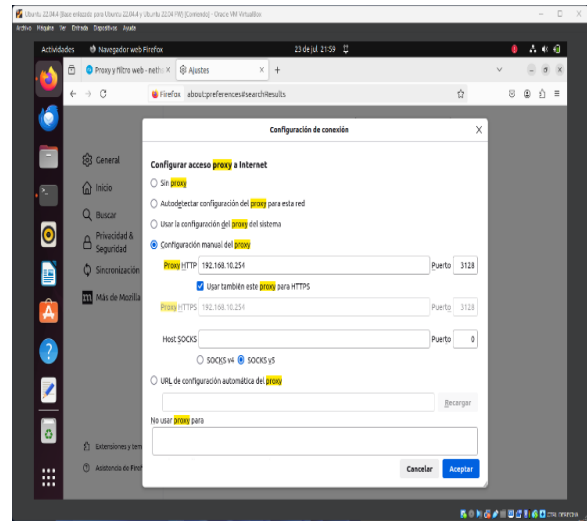 Ubuntu 22.04.4 (Base enlazada para Ubuntu 22.04.4 y Ubuntu 22.04 FW) [Corriendo] - Oracle VM VirtualBox
Archivo Máquina Ver Entrada Dispositivos Ayuda
Actividades Navegador web Firefox 23 de jul 21:59
Proxy y filtro web - neths × Ajustes × +
Firefox about:preferences#searchResults
Configuración de conexión X
General
Inicio
Buscar
Privacidad &
Seguridad
Sincronización
Más de Mozilla
Extensiones y tem
Asistencia de Firef
Configurar acceso proxy a Internet
Sin proxy
Autodetectar configuración del proxy para esta red
Usar la configuración del proxy del sistema
Configuración manual del proxy
Proxy HTTP 192.168.10.254 Puerto 3128
Usar también este proxy para HTTPS
Proxy HTTPS 192.168.10.254 Puerto 3128
Host SOCKS Puerto 0
SOCKS v4 SOCKS v5
URL de configuración automática del proxy
Recargar
No usar proxy para
Cancelar Aceptar
CTRL DERECHA